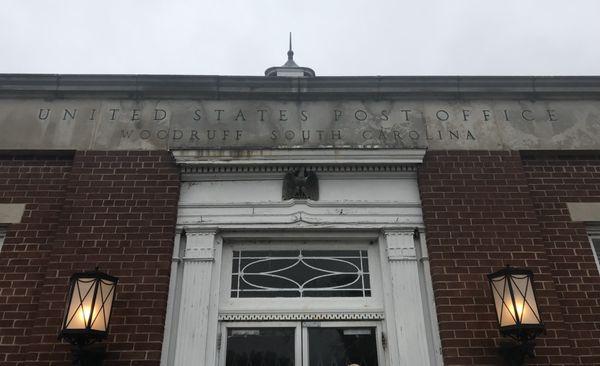 UNITED STATES POST OFFICE
WOODRUFF SOUTH CAROLINA